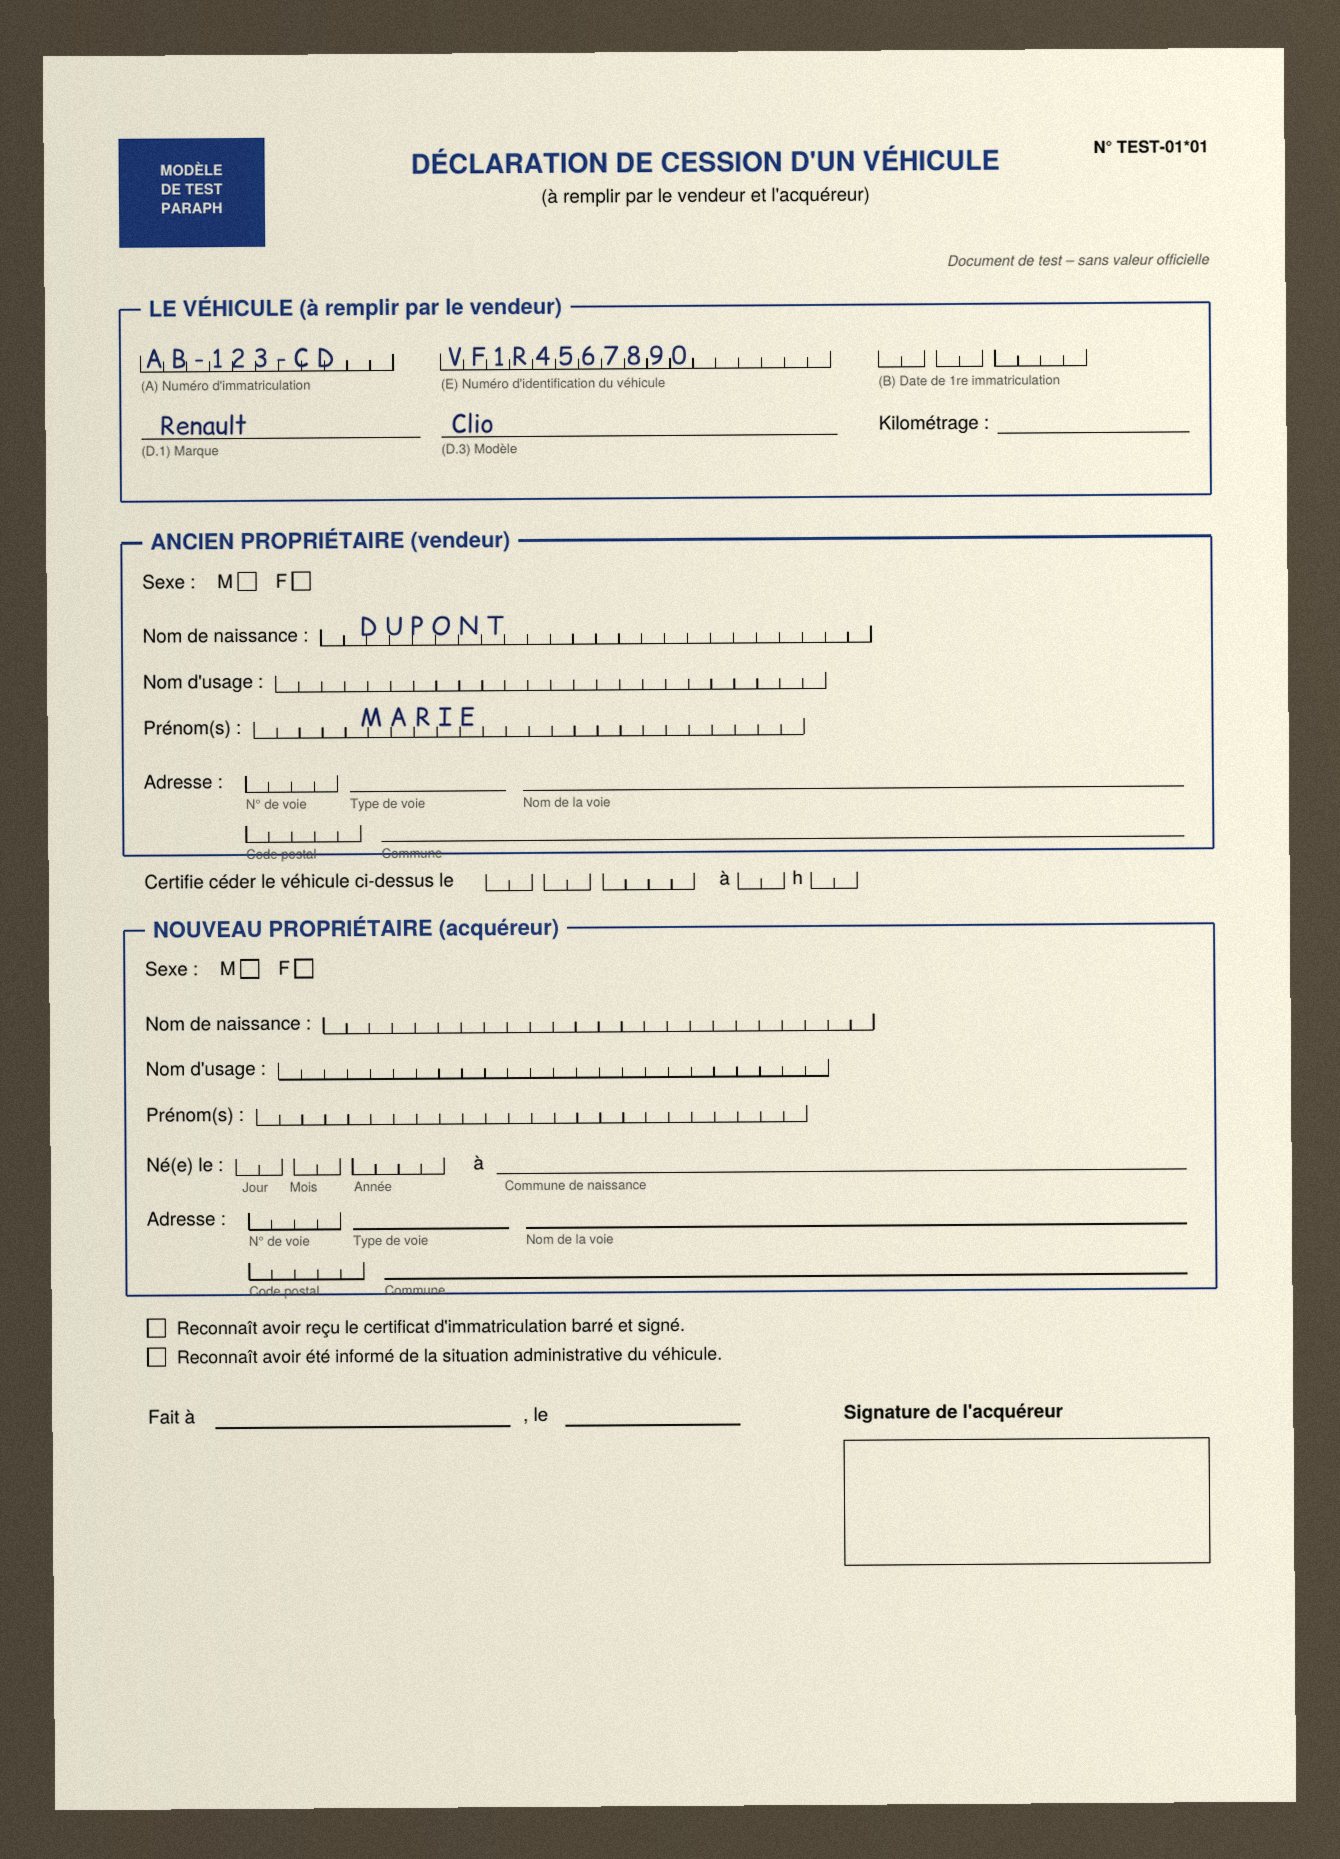 MODÈLE
DE TEST
PARAPH
DÉCLARATION DE CESSION D'UN VÉHICULE
(à remplir par le vendeur et l'acquéreur)
N° TEST-01*01
Document de test – sans valeur officielle
LE VÉHICULE (à remplir par le vendeur)
AB-123-CD VF1R4567890
(A) Numéro d'immatriculation (E) Numéro d'identification du véhicule (B) Date de 1re immatriculation
Renault Clio Kilométrage :
(D.1) Marque (D.3) Modèle
ANCIEN PROPRIÉTAIRE (vendeur)
Sexe : M F
Nom de naissance : DUPONT
Nom d'usage :
Prénom(s) : MARIE
Adresse :
N° de voie Type de voie Nom de la voie
Code postal Commune
Certifie céder le véhicule ci-dessus le à h
NOUVEAU PROPRIÉTAIRE (acquéreur)
Sexe : M F
Nom de naissance :
Nom d'usage :
Prénom(s) :
Né(e) le : à
Jour Mois Année Commune de naissance
Adresse :
N° de voie Type de voie Nom de la voie
Code postal Commune
Reconnaît avoir reçu le certificat d'immatriculation barré et signé.
Reconnaît avoir été informé de la situation administrative du véhicule.
Fait à , le
Signature de l'acquéreur